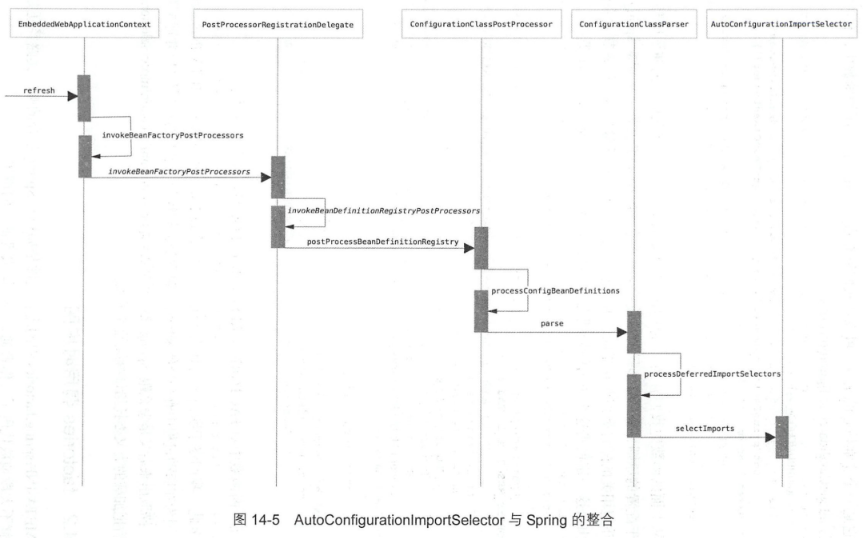 EmbeddedWebApplicationContext PostProcessorRegistrationDelegate ConfigurationClassPostProcessor ConfigurationClassParser AutoConfigurationImportSelector
refresh
invokeBeanFactoryPostProcessors
invokeBeanFactoryPostProcessors
invokeBeanDefinitionRegistryPostProcessors
postProcessBeanDefinitionRegistry
processConfigBeanDefinitions
parse
processDeferredImportSelectors
selectImports
图 14-5 AutoConfigurationImportSelector 与 Spring 的整合